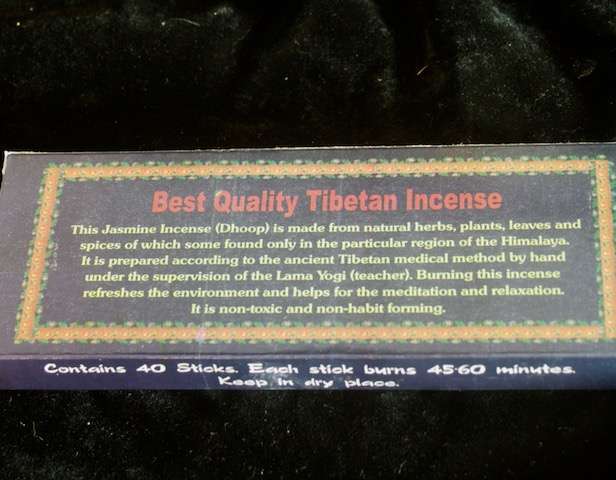 Best Quality Tibetan Incense
This Jasmine Incense (Dhoop) is made from natural herbs, plants, leaves and
spices of which some found only in the particular region of the Himalaya.
It is prepared according to the ancient Tibetan medical method by hand
under the supervision of the Lama Yogi (teacher). Burning this incense
refreshes the environment and helps for the meditation and relaxation.
It is non-toxic and non-habit forming.
Contains 40 Sticks. Each stick burns 45-60 minutes.
Keep in dry place.